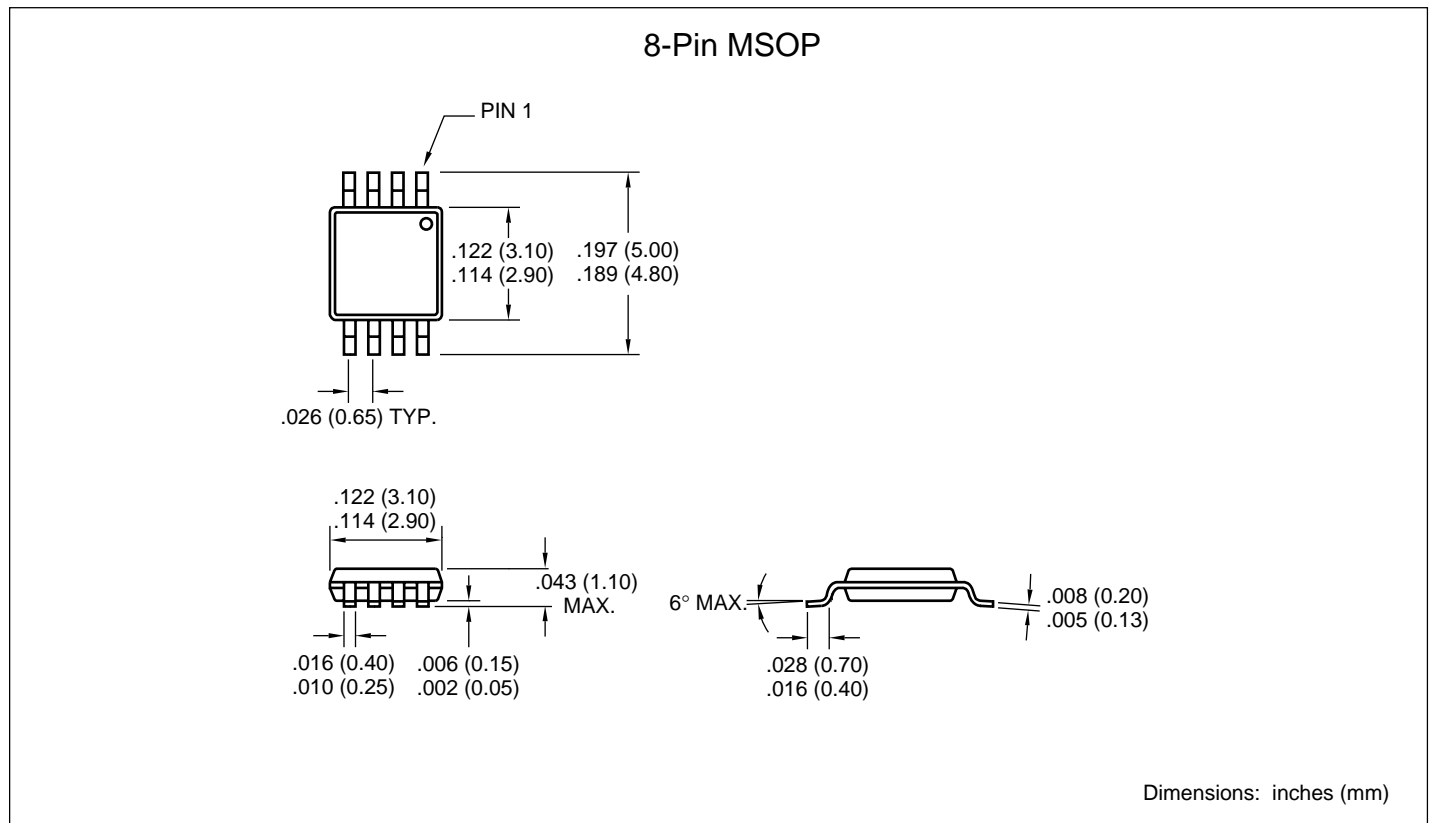 8-Pin MSOP
PIN 1
.122 (3.10)
.114 (2.90)
.197 (5.00)
.189 (4.80)
.026 (0.65) TYP.
.122 (3.10)
.114 (2.90)
.043 (1.10)
MAX.
.016 (0.40)
.010 (0.25)
.006 (0.15)
.002 (0.05)
6° MAX.
.008 (0.20)
.005 (0.13)
.028 (0.70)
.016 (0.40)
Dimensions: inches (mm)